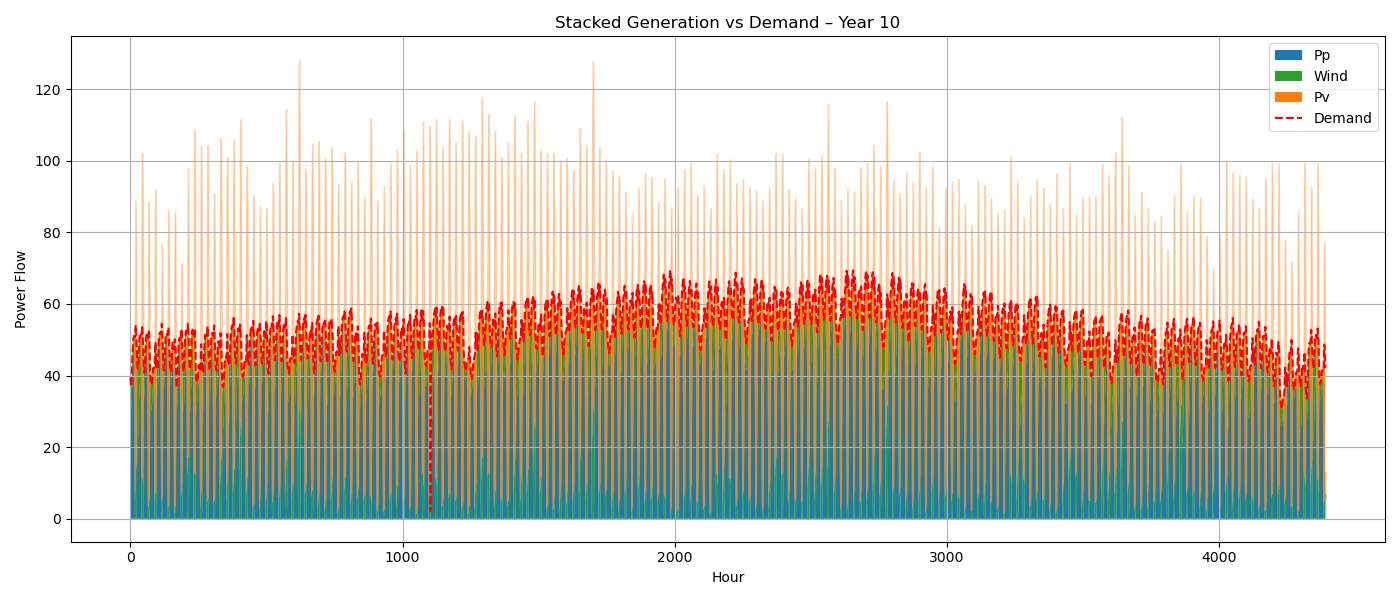 Stacked Generation vs Demand – Year 10
Power Flow
120
100
80
60
40
20
0
0 1000 2000 3000 4000
Hour
Pp
Wind
Pv
Demand